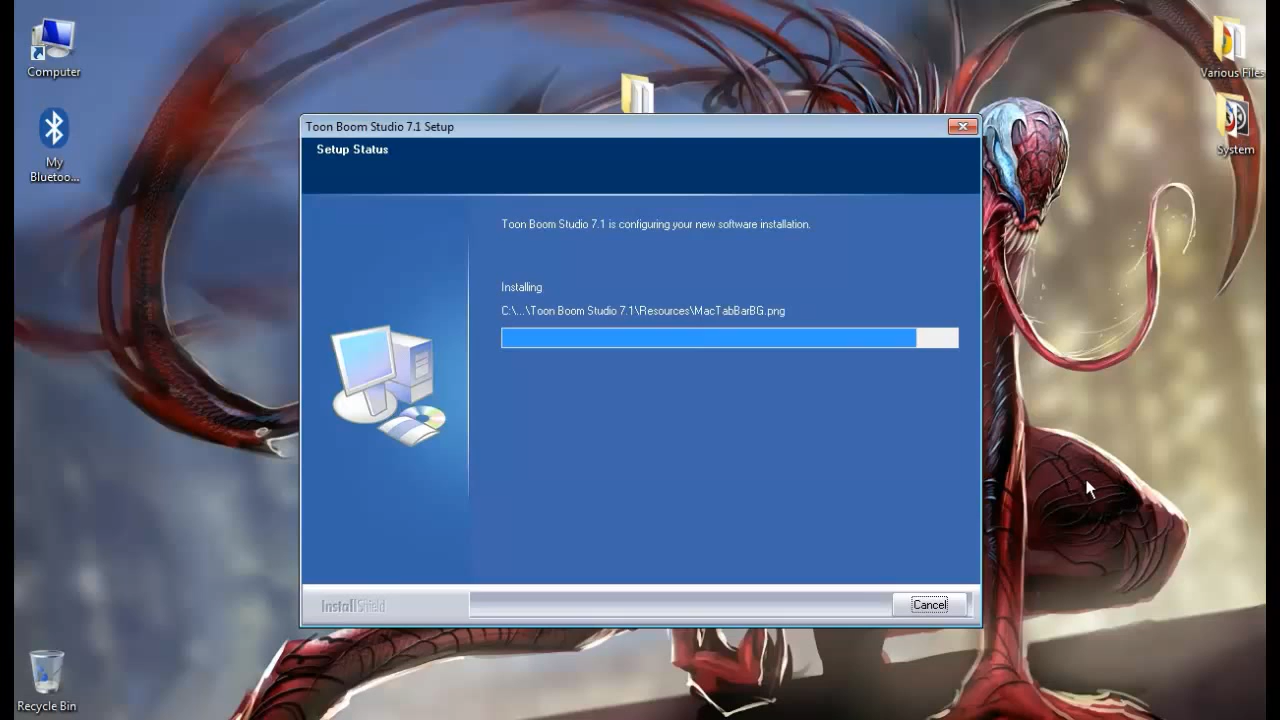 Computer
My
Bluetoo...
Various Files
System
Toon Boom Studio 7.1 Setup
Setup Status
Toon Boom Studio 7.1 is configuring your new software installation.
Installing
C:\...\Toon Boom Studio 7.1\Resources\MacTabBarBG.png
InstallShield
Cancel
Recycle Bin